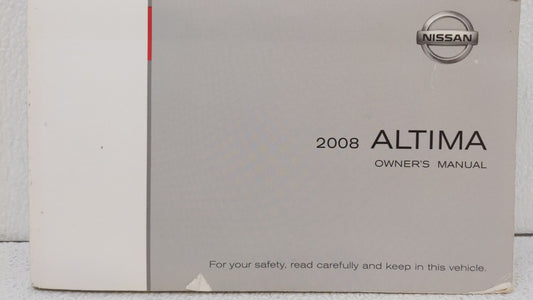 NISSAN
2008 ALTIMA
OWNER'S MANUAL
For your safety, read carefully and keep in this vehicle.